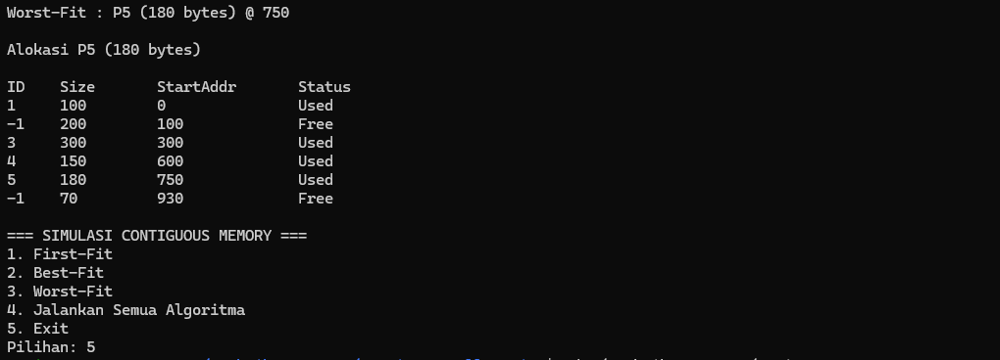 Worst-Fit : P5 (180 bytes) @ 750
Alokasi P5 (180 bytes)
ID Size StartAddr Status
1 100 0 Used
-1 200 100 Free
3 300 300 Used
4 150 600 Used
5 180 750 Used
-1 70 930 Free
=== SIMULASI CONTIGUOUS MEMORY ===
1. First-Fit
2. Best-Fit
3. Worst-Fit
4. Jalankan Semua Algoritma
5. Exit
Pilihan: 5